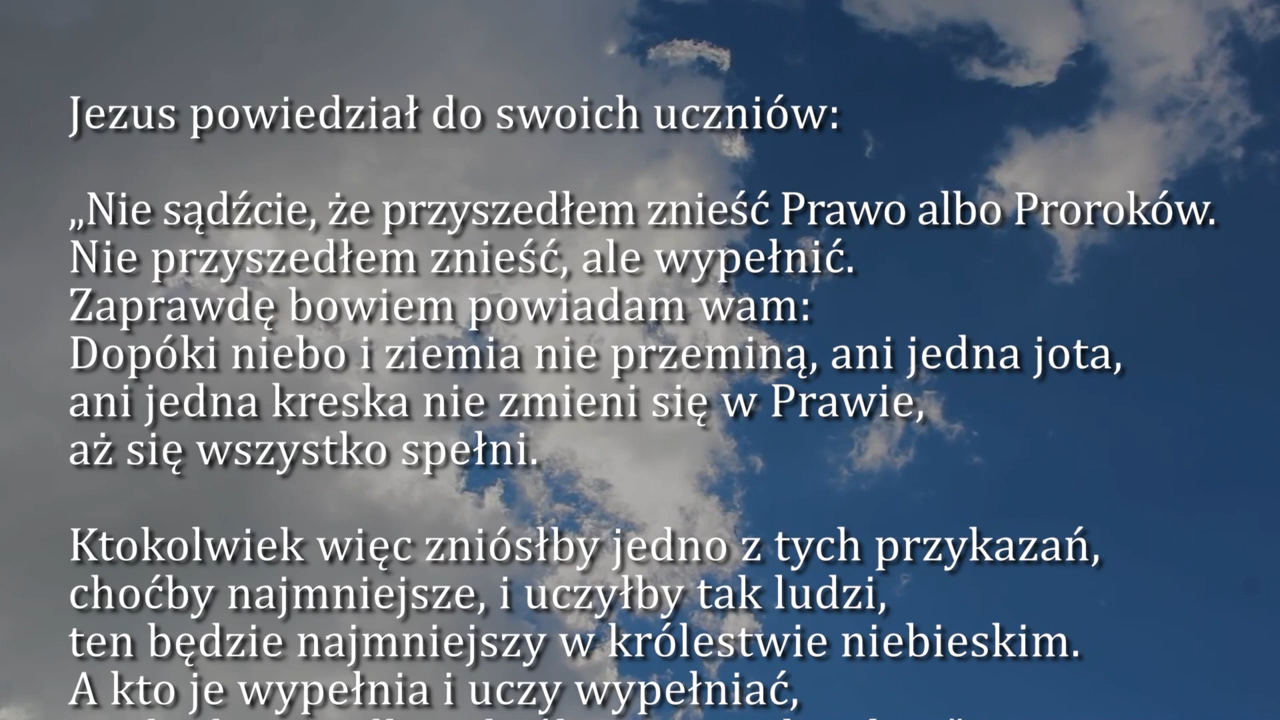 Jezus powiedział do swoich uczniów:
„Nie sądźcie, że przyszedłem znieść Prawo albo Proroków.
Nie przyszedłem znieść, ale wypełnić.
Zaprawdę bowiem powiadam wam:
Dopóki niebo i ziemia nie przeminą, ani jedna jota,
ani jedna kreska nie zmieni się w Prawie,
aż się wszystko spełni.
Ktokolwiek więc zniósłby jedno z tych przykazań,
choćby najmniejsze, i uczyłby tak ludzi,
ten będzie najmniejszy w królestwie niebieskim.
A kto je wypełnia i uczy wypełniać,